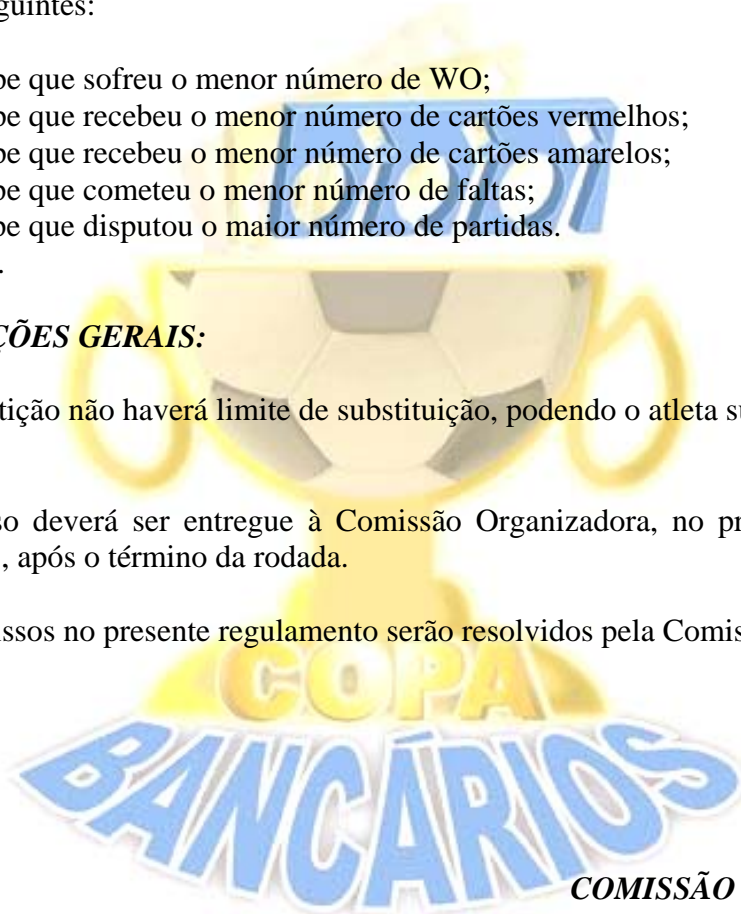 guintes:
pe que sofreu o menor número de WO;
pe que recebeu o menor número de cartões vermelhos;
pe que recebeu o menor número de cartões amarelos;
pe que cometeu o menor número de faltas;
pe que disputou o maior número de partidas.
.
ÇÕES GERAIS:
tição não haverá limite de substituição, podendo o atleta su
so deverá ser entregue à Comissão Organizadora, no pr
, após o término da rodada.
issos no presente regulamento serão resolvidos pela Comis
COPA
BANCÁRIOS
COMISSÃO